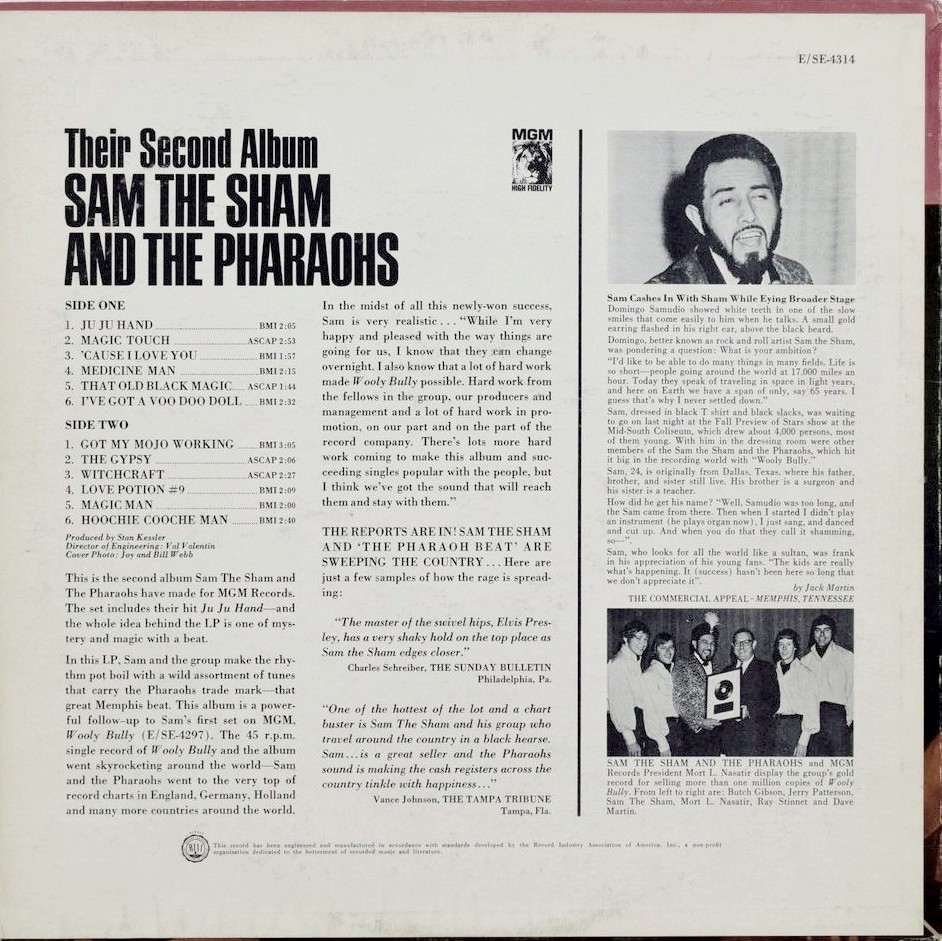 E/SE-4314
Their Second Album
SAM THE SHAM
AND THE PHARAOHS
MGM
HIGH FIDELITY
SIDE ONE
1. JU JU HAND BMI 2:05
2. MAGIC TOUCH ASCAP 2:53
3. 'CAUSE I LOVE YOU BMI 1:57
4. MEDICINE MAN BMI 2:15
5. THAT OLD BLACK MAGIC ASCAP 1:44
6. I'VE GOT A VOO DOO DOLL BMI 2:32
SIDE TWO
1. GOT MY MOJO WORKING BMI 3:05
2. THE GYPSY ASCAP 2:06
3. WITCHCRAFT ASCAP 2:27
4. LOVE POTION #9 BMI 2:09
5. MAGIC MAN BMI 2:00
6. HOOCHIE COOCHE MAN BMI 2:40
Produced by Stan Kessler
Director of Engineering: Val Valentin
Cover Photo: Joy and Bill Webb
This is the second album Sam The Sham and
The Pharaohs have made for MGM Records.
The set includes their hit Ju Ju Hand—and
the whole idea behind the LP is one of mys-
tery and magic with a beat.
In this LP, Sam and the group make the rhy-
thm pot boil with a wild assortment of tunes
that carry the Pharaohs trade mark—that
great Memphis beat. This album is a power-
ful follow-up to Sam's first set on MGM,
Wooly Bully (E/SE-4297). The 45 r.p.m.
single record of Wooly Bully and the album
went skyrocketing around the world—Sam
and the Pharaohs went to the very top of
record charts in England, Germany, Holland
and many more countries around the world.
In the midst of all this newly-won success,
Sam is very realistic . . . "While I'm very
happy and pleased with the way things are
going for us, I know that they can change
overnight. I also know that a lot of hard work
made Wooly Bully possible. Hard work from
the fellows in the group, our producers and
management and a lot of hard work in pro-
motion, on our part and on the part of the
record company. There's lots more hard
work coming to make this album and suc-
ceeding singles popular with the people, but
I think we've got the sound that will reach
them and stay with them."
THE REPORTS ARE IN! SAM THE SHAM
AND 'THE PHARAOH BEAT' ARE
SWEEPING THE COUNTRY . . . Here are
just a few samples of how the rage is spread-
ing:
"The master of the swivel hips, Elvis Pres-
ley, has a very shaky hold on the top place as
Sam the Sham edges closer."
Charles Schreiber, THE SUNDAY BULLETIN
Philadelphia, Pa.
"One of the hottest of the lot and a chart
buster is Sam The Sham and his group who
travel around the country in a black hearse.
Sam...is a great seller and the Pharaohs
sound is making the cash registers across the
country tinkle with happiness..."
Vance Johnson, THE TAMPA TRIBUNE
Tampa, Fla.
Sam Cashes In With Sham While Eying Broader Stage
Domingo Samudio showed white teeth in one of the slow
smiles that come easily to him when he talks. A small gold
earring flashed in his right ear, above the black beard.
Domingo, better known as rock and roll artist Sam the Sham,
was pondering a question: What is your ambition?
"I'd like to be able to do many things in many fields. Life is
so short—people going around the world at 17,000 miles an
hour. Today they speak of traveling in space in light years,
and here on Earth we have a span of only, say 65 years. I
guess that's why I never settled down."
Sam, dressed in black T shirt and black slacks, was waiting
to go on last night at the Fall Preview of Stars show at the
Mid-South Coliseum, which drew about 4,000 persons, most
of them young. With him in the dressing room were other
members of the Sam the Sham and the Pharaohs, which hit
it big in the recording world with "Wooly Bully."
Sam, 24, is originally from Dallas, Texas, where his father,
brother, and sister still live. His brother is a surgeon and
his sister is a teacher.
How did he get his name? "Well, Samudio was too long, and
the Sam came from there. Then when I started I didn't play
an instrument (he plays organ now), I just sang, and danced
and cut up. And when you do that they call it shamming,
so—".
Sam, who looks for all the world like a sultan, was frank
in his appreciation of his young fans. "The kids are really
what's happening. It (success) hasn't been here so long that
we don't appreciate it".
by Jack Martin
THE COMMERCIAL APPEAL - MEMPHIS, TENNESSEE
SAM THE SHAM AND THE PHARAOHS and MGM
Records President Mort L. Nasatir display the group's gold
record for selling more than one million copies of Wooly
Bully. From left to right are: Butch Gibson, Jerry Patterson,
Sam The Sham, Mort L. Nasatir, Ray Stinnet and Dave
Martin.
This record has been engineered and manufactured in accordance with standards developed by the Record Industry Association of America, Inc., a non-profit
organization dedicated to the betterment of recorded music and literature.